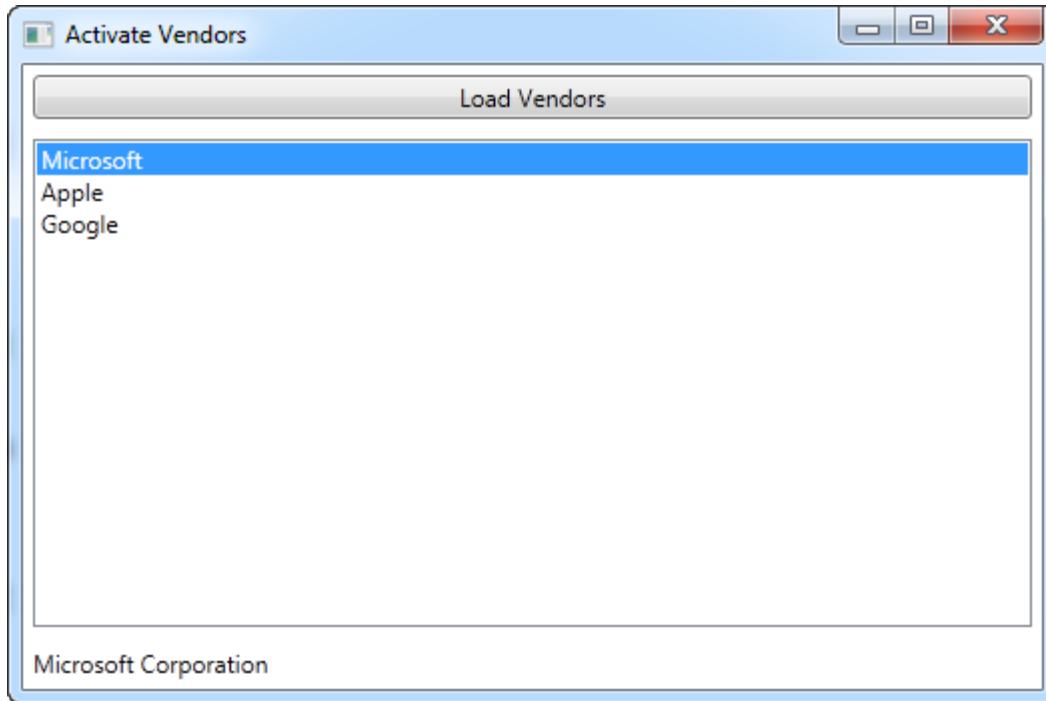 Activate Vendors
Load Vendors
Microsoft
Apple
Google
Microsoft Corporation